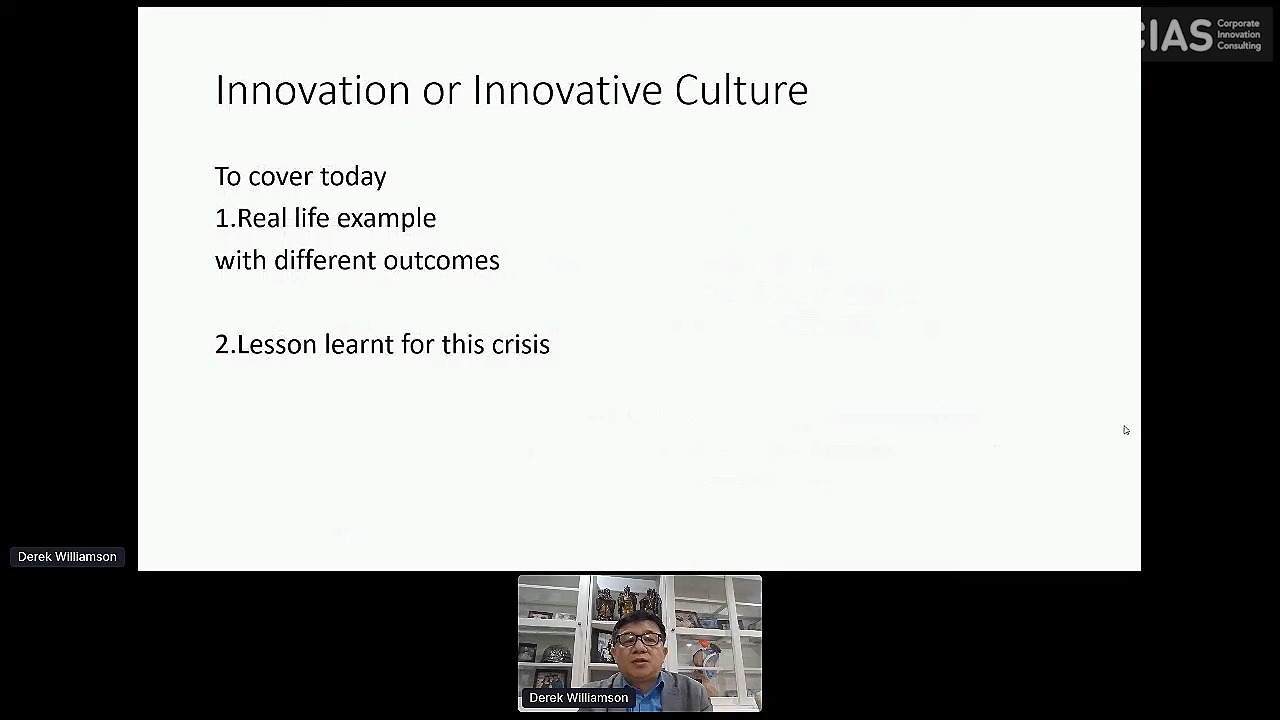 CIAS
Corporate
Innovation
Consulting
Innovation or Innovative Culture
To cover today
1.Real life example
with different outcomes
2.Lesson learnt for this crisis
Derek Williamson
Derek Williamson